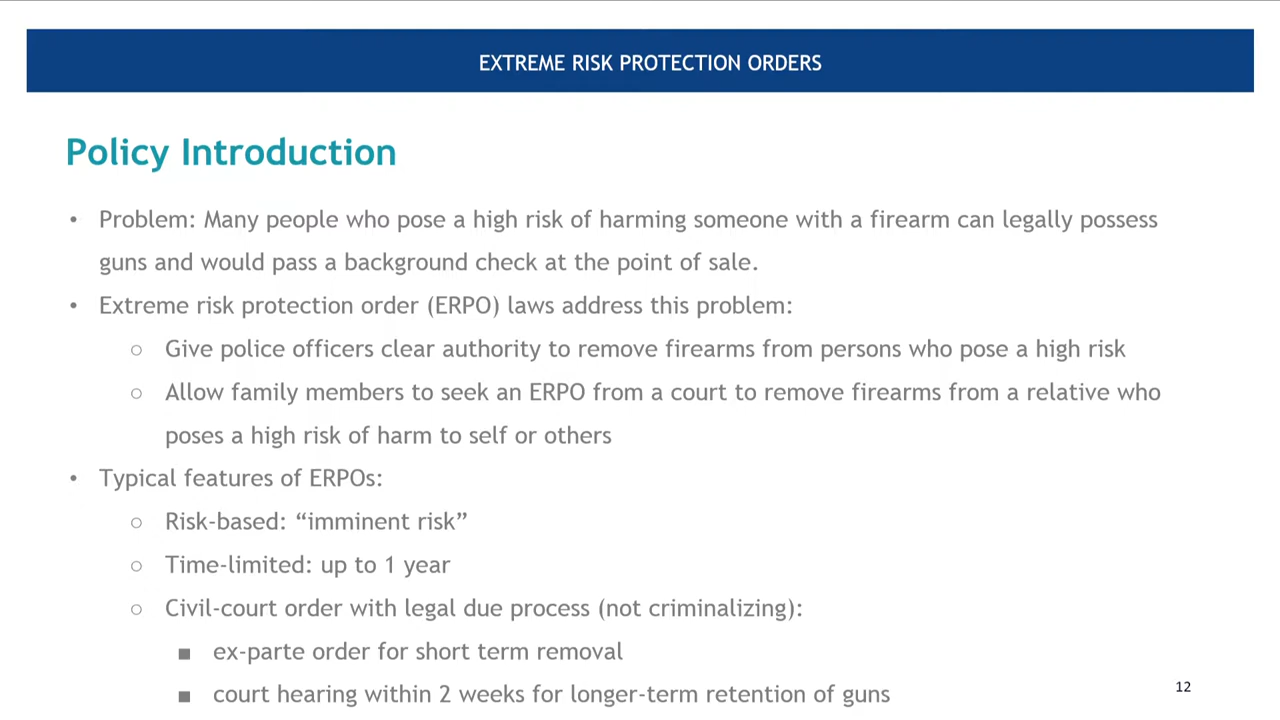 EXTREME RISK PROTECTION ORDERS
Policy Introduction
• Problem: Many people who pose a high risk of harming someone with a firearm can legally possess
guns and would pass a background check at the point of sale.
• Extreme risk protection order (ERPO) laws address this problem:
○ Give police officers clear authority to remove firearms from persons who pose a high risk
○ Allow family members to seek an ERPO from a court to remove firearms from a relative who
poses a high risk of harm to self or others
• Typical features of ERPOs:
○ Risk-based: “imminent risk”
○ Time-limited: up to 1 year
○ Civil-court order with legal due process (not criminalizing):
■ ex-parte order for short term removal
■ court hearing within 2 weeks for longer-term retention of guns
12